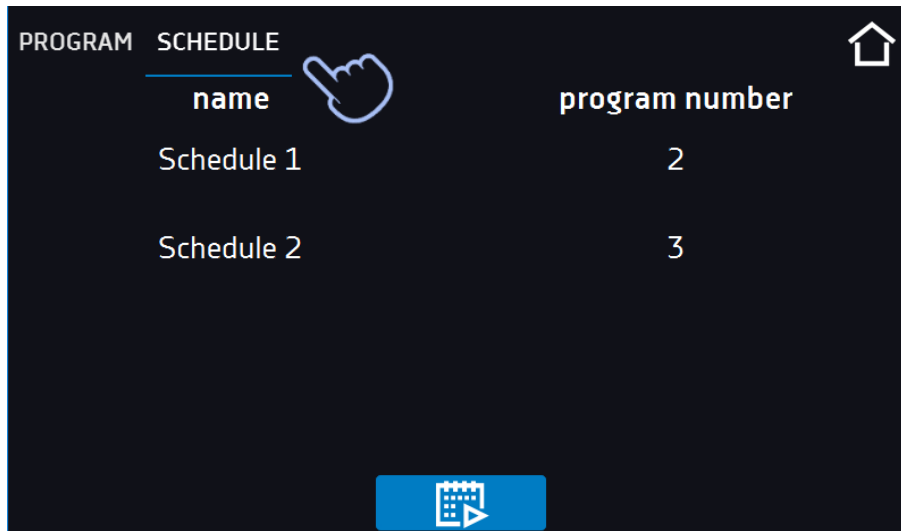 PROGRAM SCHEDULE
name program number
Schedule 1 2
Schedule 2 3